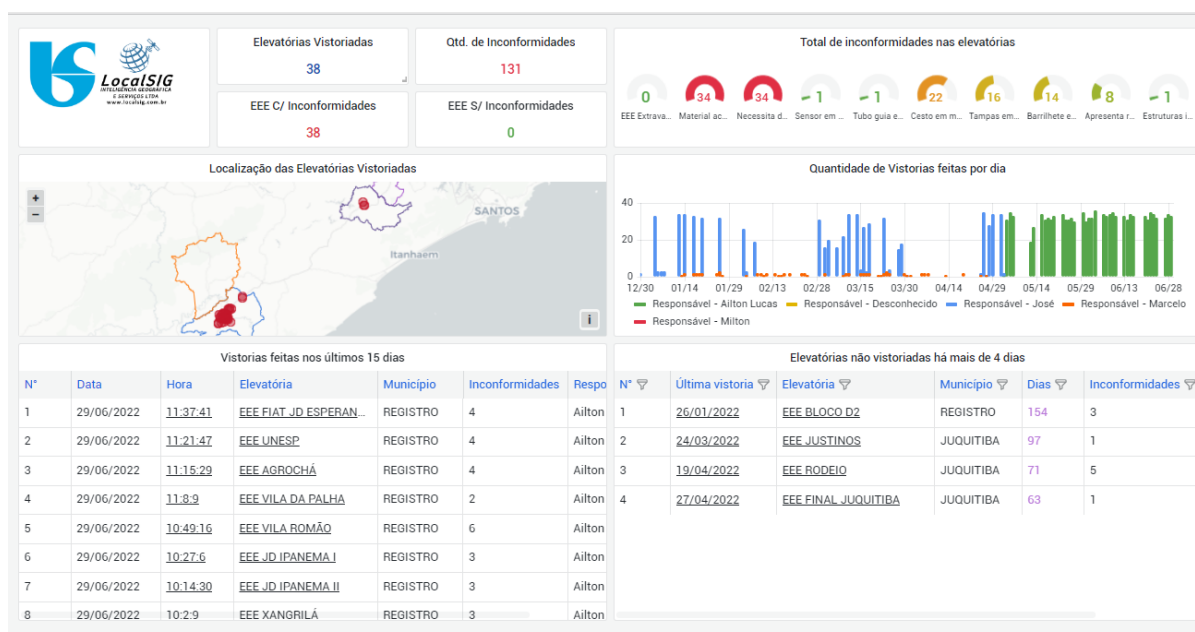 LocalSIG
INTELIGÊNCIA GEOGRÁFICA
E SERVIÇOS LTDA
www.localsig.com.br
Elevatórias Vistoriadas
38
Qtd. de Inconformidades
131
EEE C/ Inconformidades
38
EEE S/ Inconformidades
0
Total de inconformidades nas elevatórias
0 34 34 1 1 22 16 14 8 1
EEE Extrava... Material ac... Necessita d... Sensor em ... Tubo guia e... Cesto em m... Tampas em... Barrilhete e... Apresenta r... Estruturas i...
Localização das Elevatórias Vistoriadas
+
−
SANTOS
Itanhaem
i
Quantidade de Vistorias feitas por dia
40
20
0
12/30 01/14 01/29 02/13 02/28 03/15 03/30 04/14 04/29 05/14 05/29 06/13 06/28
Responsável - Ailton Lucas Responsável - Desconhecido Responsável - José Responsável - Marcelo
Responsável - Milton
Vistorias feitas nos últimos 15 dias
N° Data Hora Elevatória Município Inconformidades Respo
1 29/06/2022 11:37:41 EEE FIAT JD ESPERAN... REGISTRO 4 Ailton
2 29/06/2022 11:21:47 EEE UNESP REGISTRO 4 Ailton
3 29/06/2022 11:15:29 EEE AGROCHÁ REGISTRO 4 Ailton
4 29/06/2022 11:8:9 EEE VILA DA PALHA REGISTRO 2 Ailton
5 29/06/2022 10:49:16 EEE VILA ROMÃO REGISTRO 6 Ailton
6 29/06/2022 10:27:6 EEE JD IPANEMA I REGISTRO 3 Ailton
7 29/06/2022 10:14:30 EEE JD IPANEMA II REGISTRO 3 Ailton
8 29/06/2022 10:2:9 EEE XANGRILÁ REGISTRO 3 Ailton
Elevatórias não vistoriadas há mais de 4 dias
N° Última vistoria Elevatória Município Dias Inconformidades
1 26/01/2022 EEE BLOCO D2 REGISTRO 154 3
2 24/03/2022 EEE JUSTINOS JUQUITIBA 97 1
3 19/04/2022 EEE RODEIO JUQUITIBA 71 5
4 27/04/2022 EEE FINAL JUQUITIBA JUQUITIBA 63 1